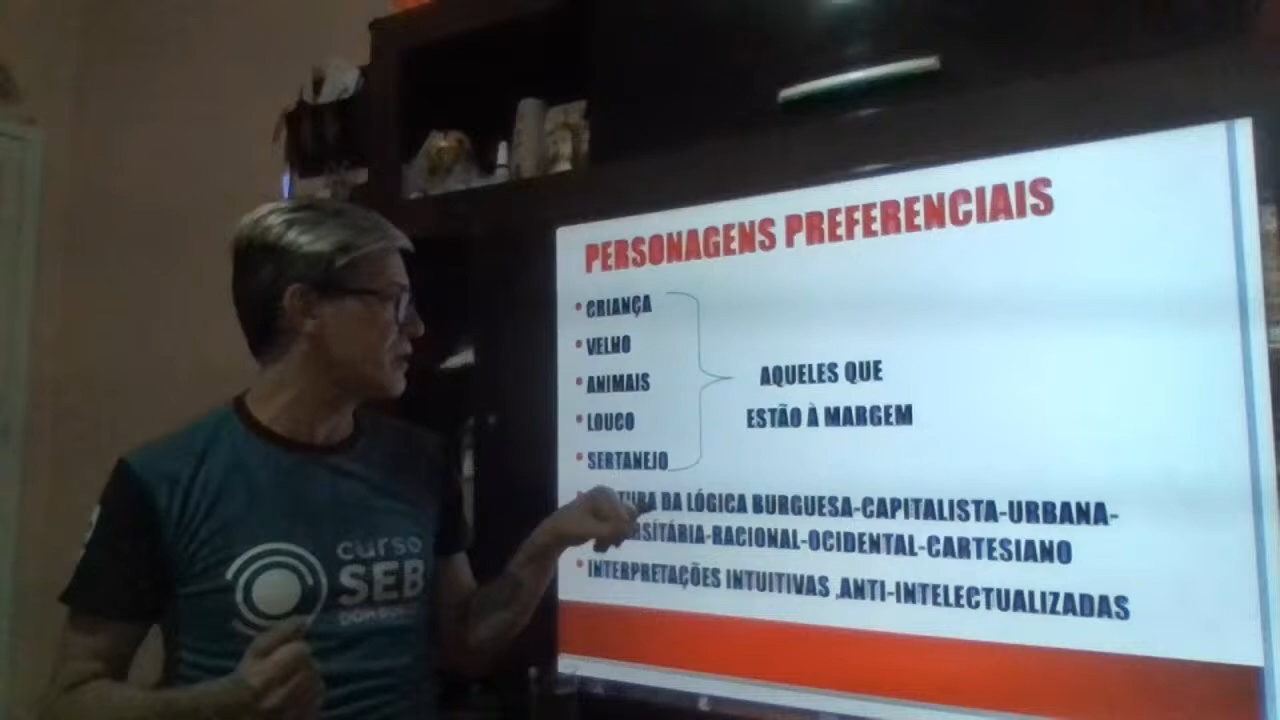 PERSONAGENS PREFERENCIAIS
• CRIANÇA
• VELHO
• ANIMAIS
• LOUCO
• SERTANEJO
AQUELES QUE
ESTÃO À MARGEM
DA LÓGICA BURGUESA-CAPITALISTA-URBANA-
-RACIONAL-OCIDENTAL-CARTESIANO
• INTERPRETAÇÕES INTUITIVAS ,ANTI-INTELECTUALIZADAS
curso
SEB